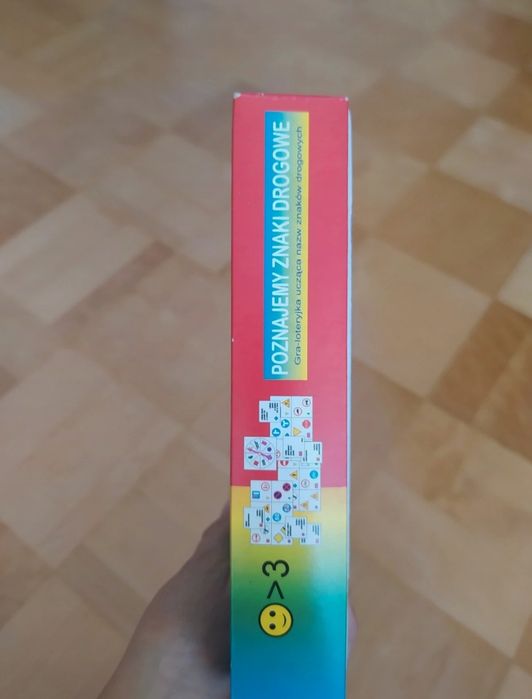 POZNAJEMY ZNAKI DROGOWE
Gra-loteryjka ucząca nazw znaków drogowych
>3